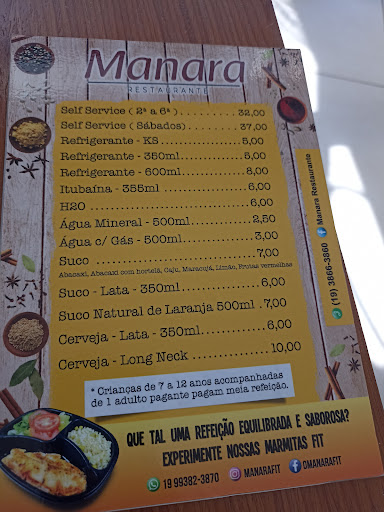 Manara
RESTAURANTE
Self Service ( 2ª a 6ª ) ......... 32,00
Self Service ( Sábados) ......... 37,00
Refrigerante - KS ............... 5,00
Refrigerante - 350ml ............ 5,00
Refrigerante - 600ml ............ 8,00
Itubaína - 355ml ................ 6,00
H2O ............................. 6,00
Água Mineral - 500ml ............ 2,50
Água c/ Gás - 500ml ............. 3,00
Suco ............................ 7,00
Abacaxi, Abacaxi com hortelã, Caju, Maracujá, Limão, Frutas vermelhas
Suco - Lata - 350ml ............. 6,00
Suco Natural de Laranja 500ml . 7,00
Cerveja - Lata - 350ml .......... 6,00
Cerveja - Long Neck ............. 10,00
* Crianças de 7 a 12 anos acompanhadas
de 1 adulto pagante pagam meia refeição.
(19) 3866-3860 Manara Restaurante
QUE TAL UMA REFEIÇÃO EQUILIBRADA E SABOROSA?
EXPERIMENTE NOSSAS MARMITAS FIT
19 99382-3870 MANARAFIT OMANARAFIT